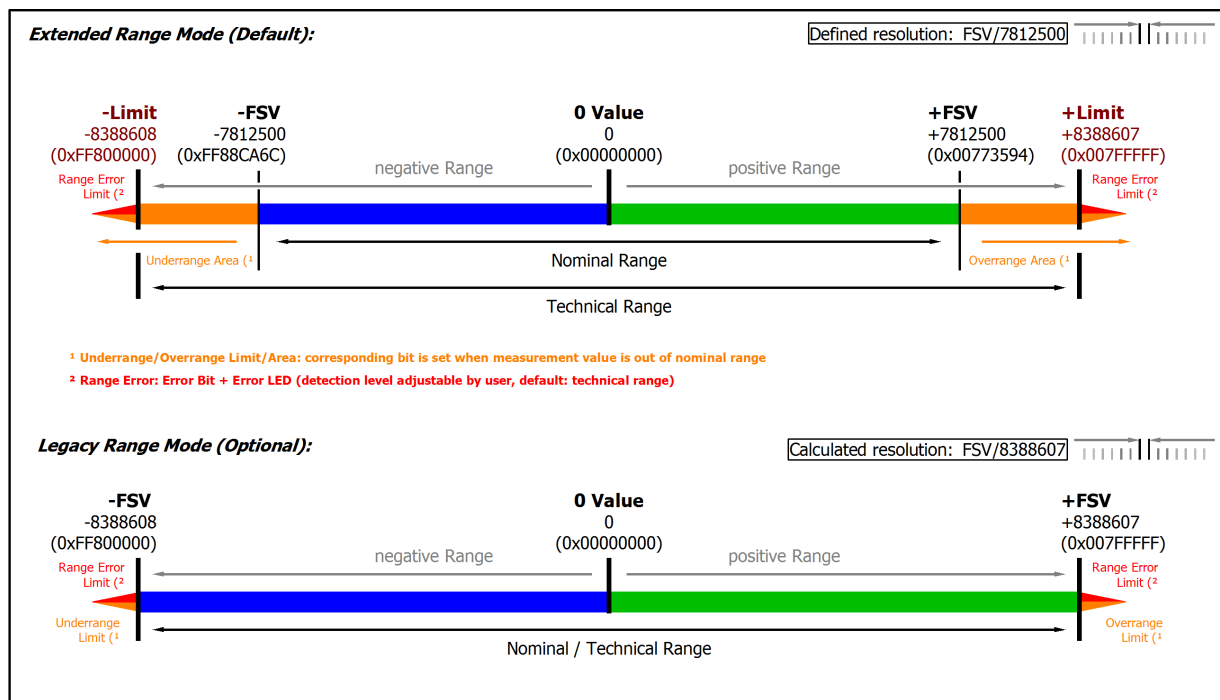 Extended Range Mode (Default):
Defined resolution:  FSV/7812500
-Limit
-8388608
(0xFF800000)
-FSV
-7812500
(0xFF88CA6C)
0 Value
0
(0x00000000)
+FSV
+7812500
(0x00773594)
+Limit
+8388607
(0x007FFFFF)
negative Range
positive Range
Range Error
Limit (²
Range Error
Limit (²
Underrange Area (¹
Nominal Range
Overrange Area (¹
Technical Range
¹ Underrange/Overrange Limit/Area: corresponding bit is set when measurement value is out of nominal range
² Range Error: Error Bit + Error LED (detection level adjustable by user, default: technical range)
Legacy Range Mode (Optional):
Calculated resolution:  FSV/8388607
-FSV
-8388608
(0xFF800000)
0 Value
0
(0x00000000)
+FSV
+8388607
(0x007FFFFF)
negative Range
positive Range
Range Error
Limit (²
Range Error
Limit (²
Underrange
Limit (¹
Overrange
Limit (¹
Nominal / Technical Range